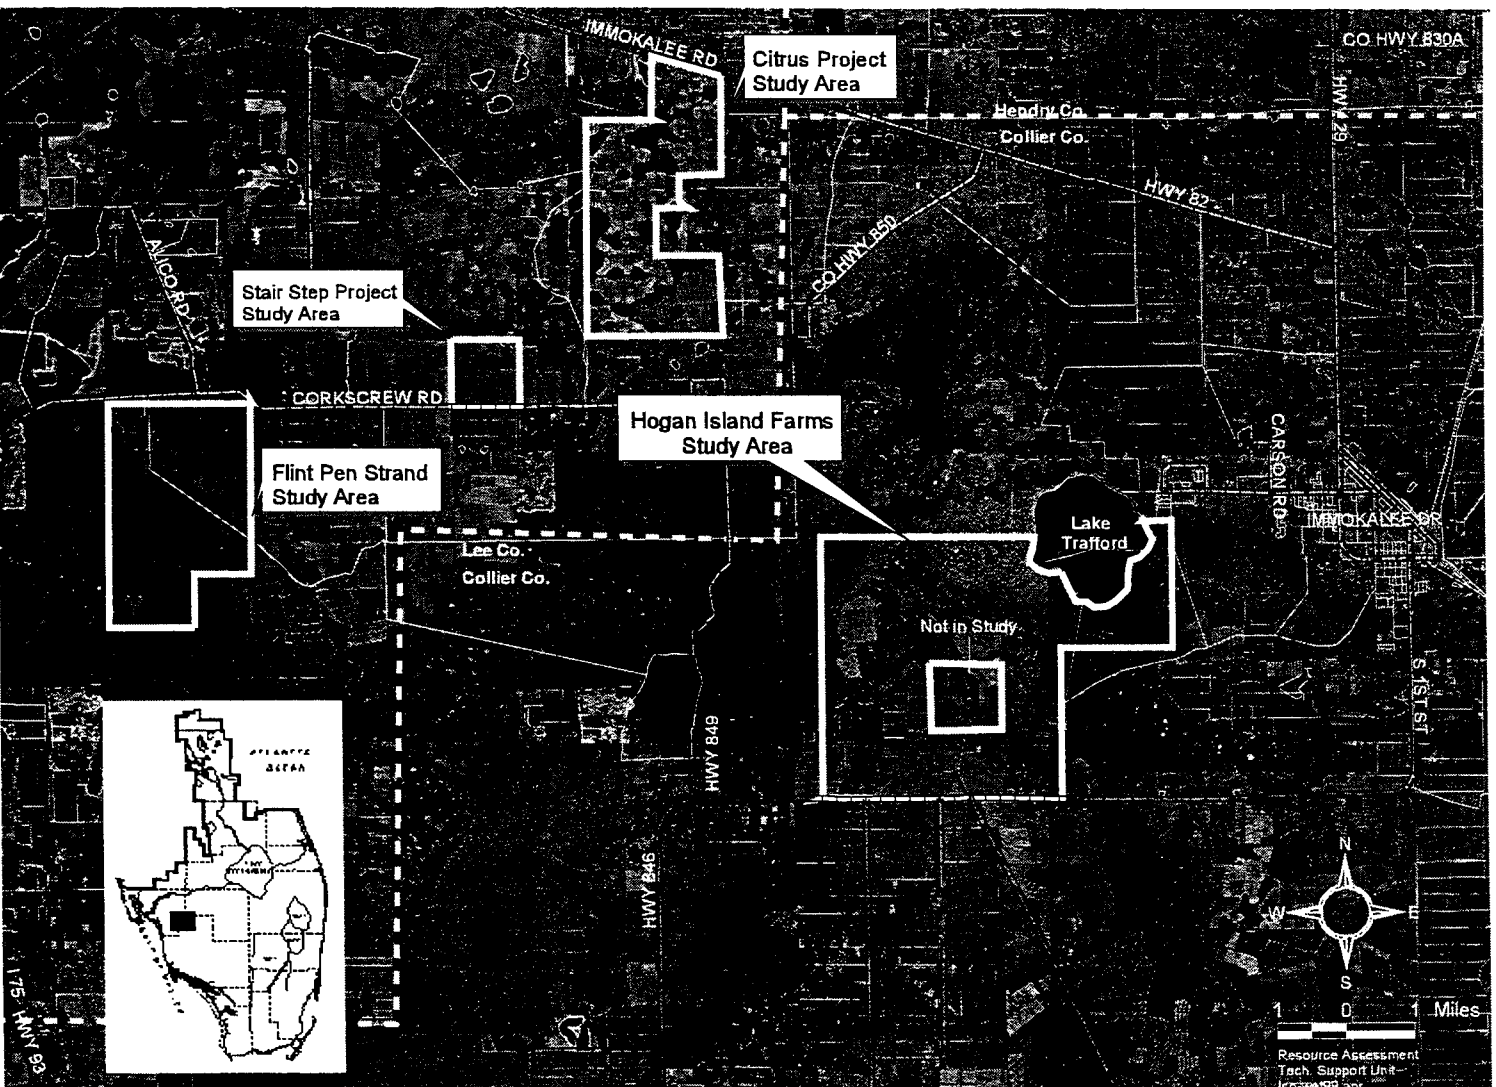 IMMOKALEE RD
Citrus Project
Study Area
CO HWY 830A
HWY 29
Hendry Co.
Collier Co.
HWY 82
CO HWY 850
ALICO RD
Stair Step Project
Study Area
CORKSCREW RD
Hogan Island Farms
Study Area
CARSON RD
Flint Pen Strand
Study Area
Lake
Trafford
IMMOKALEE DR
Lee Co.
Collier Co.
Not in Study
S 1ST ST
HWY 849
HWY 846
I 75 HWY 93
N
W
E
S
1 0 1 Miles
Resource Assessment
Tech. Support Unit